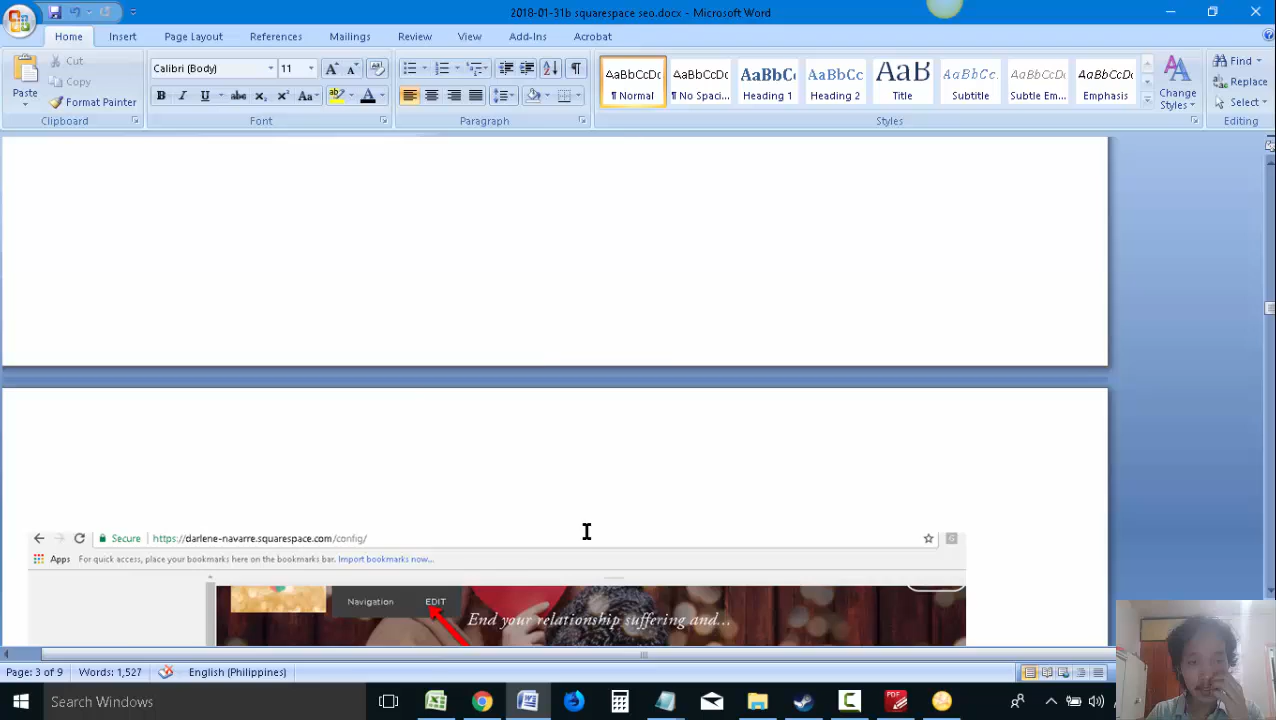 2018-01-31b squarespace seo.docx - Microsoft Word
Home Insert Page Layout References Mailings Review View Add-Ins Acrobat
Paste
Cut
Copy
Format Painter
Clipboard
Calibri (Body) 11
Font
Paragraph
AaBbCcDc AaBbCcDc AaBbC AaBbCc AaB AaBbCc. AaBbCcDc AaBbCcDc
¶ Normal ¶ No Spaci... Heading 1 Heading 2 Title Subtitle Subtle Em... Emphasis
Change
Styles
Styles
Find
Replace
Select
Editing
Secure https://darlene-navarre.squarespace.com/config/
Apps For quick access, place your bookmarks here on the bookmarks bar. Import bookmarks now...
Navigation EDIT
End your relationship suffering and...
Page: 3 of 9 Words: 1,527 English (Philippines)
Search Windows
PDF